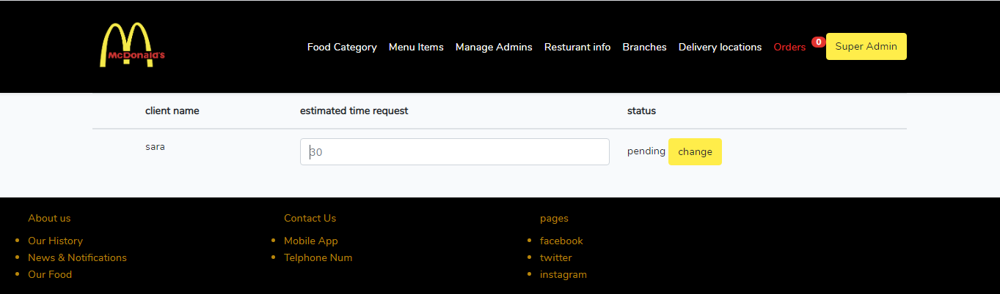 McDonald's
Food Category Menu Items Manage Admins Resturant info Branches Delivery locations Orders 0 Super Admin
client name estimated time request status
sara 30 pending change
About us Contact Us pages
Our History Mobile App facebook
News & Notifications Telphone Num twitter
Our Food instagram